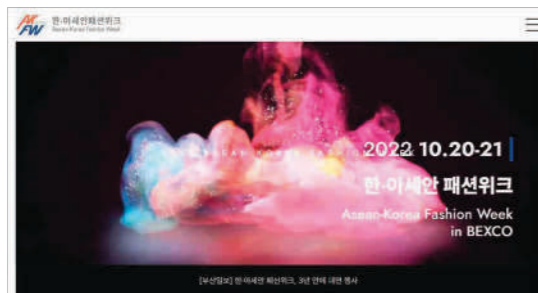 AKFW
한·아세안패션위크
Asean-Korea Fashion Week
2022 10.20-21
한·아세안 패션위크
Asean-Korea Fashion Week
in BEXCO
[부산일보] 한·아세안 패션위크, 3년 만에 대면 행사